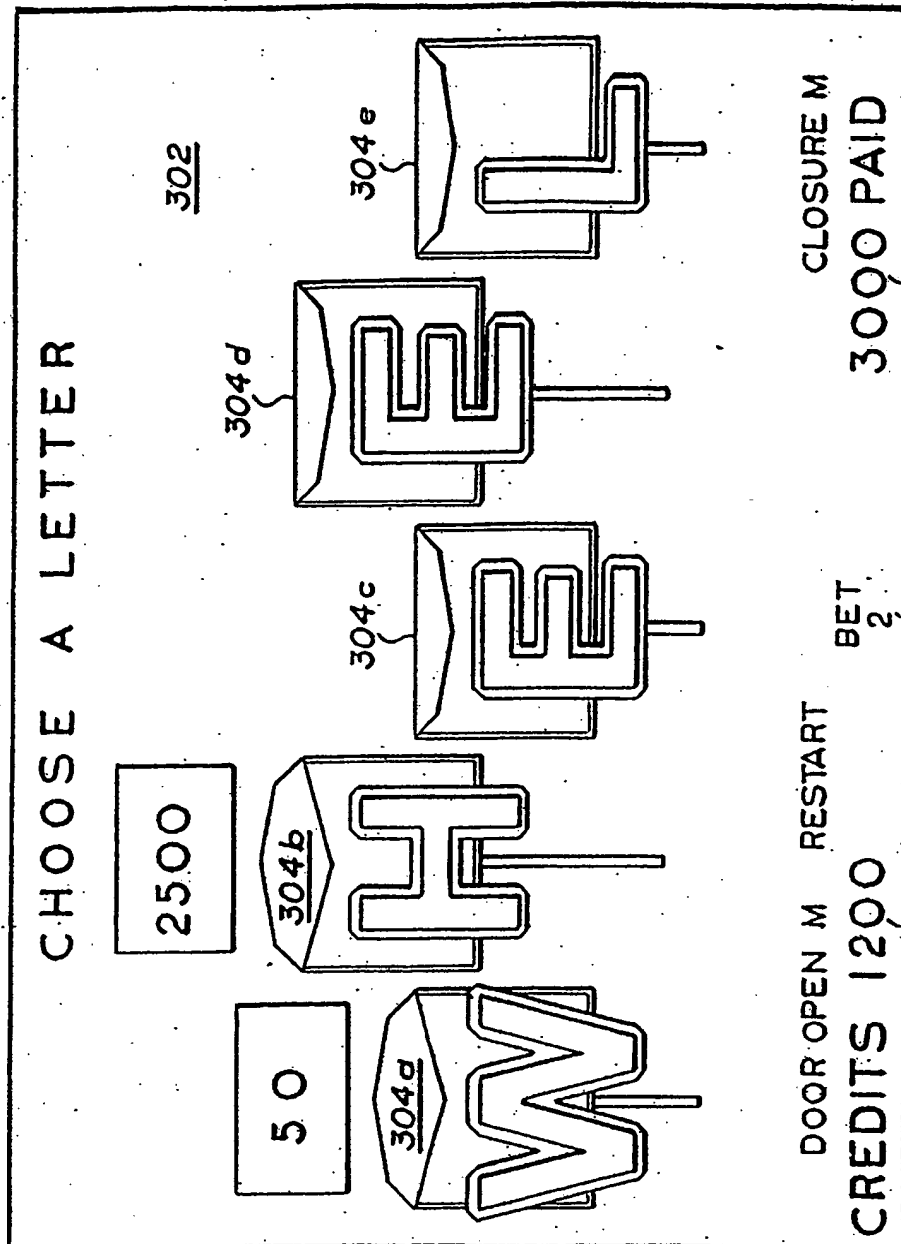 CHOOSE A LETTER
302
2500
50
304a
304b
304c
304d
304e
W H E E L
DOOR OPEN M RESTART
BET
2
CLOSURE M
CREDITS 1200
300 PAID